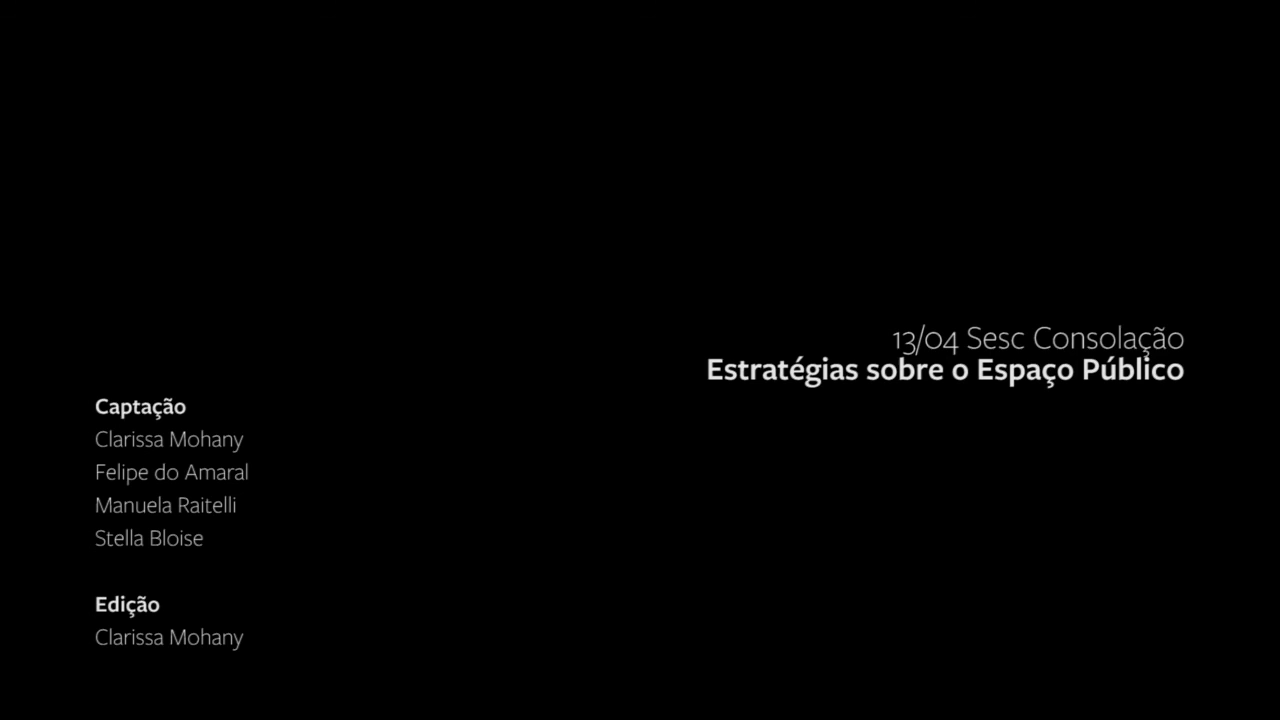 13/04 Sesc Consolação
Estratégias sobre o Espaço Público
Captação
Clarissa Mohany
Felipe do Amaral
Manuela Raitelli
Stella Bloise
Edição
Clarissa Mohany